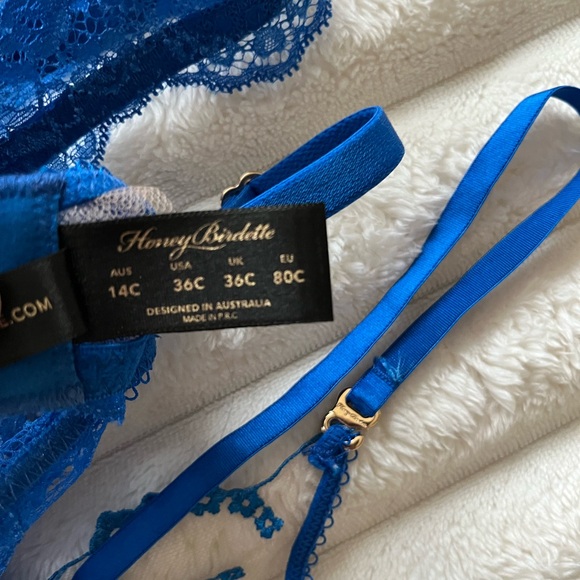 Honey Birdette
AUS USA UK EU
14C 36C 36C 80C
DESIGNED IN AUSTRALIA
MADE IN P.R.C
E.COM